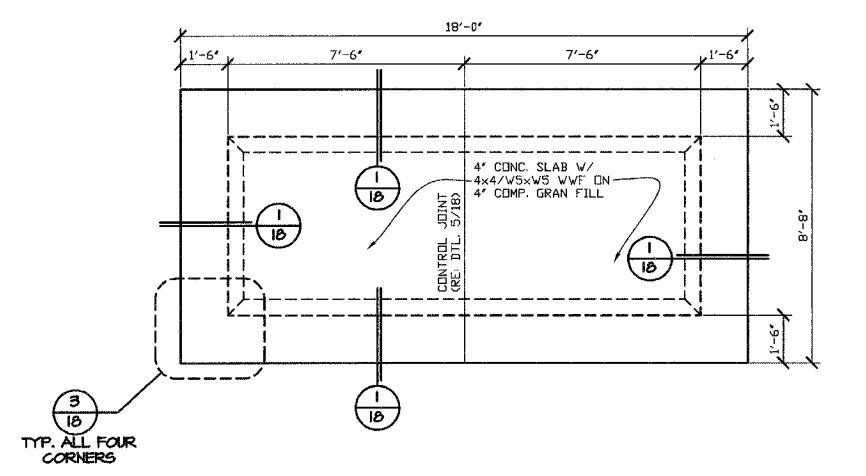 18'-0"
1'-6"
7'-6"
7'-6"
1'-6"
1'-6"
4" CONC. SLAB W/
4x4/W5xW5 WWF ON
4" COMP. GRAN FILL
1
18
1
18
CONTROL JOINT
(RE: DTL. 5/18)
1
18
8'-8"
1'-6"
1
18
3
18
TYP. ALL FOUR
CORNERS